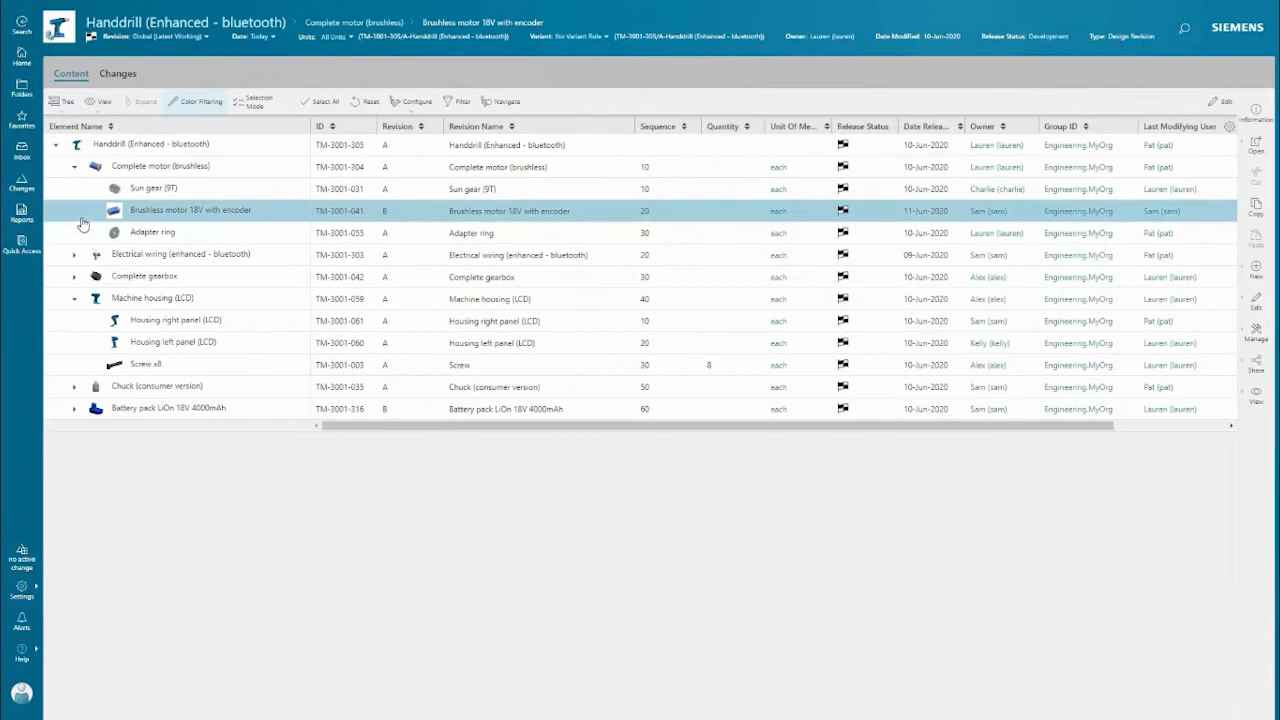 Handdrill (Enhanced - bluetooth) Complete motor (brushless) Brushless motor 18V with encoder
Revision: Global (Latest Working) Date: Today Units: All Units (TM-3001-305/A-Handdrill (Enhanced - bluetooth)) Variant: No Variant Rule (TM-3001-305/A-Handdrill (Enhanced - bluetooth)) Owner: Lauren (lauren) Date Modified: 10-Jun-2020 Release Status: Development Type: Design Revision
SIEMENS
Search
Home
Folders
Favorites
Inbox
Changes
Reports
Quick Access
no active
change
Settings
Alerts
Help
Content Changes
Tree View Expand Color Filtering Selection Mode Select All Reset Configure Filter Navigate Edit
Element Name ID Revision Revision Name Sequence Quantity Unit Of Me... Release Status Date Relea... Owner Group ID Last Modifying User
Handdrill (Enhanced - bluetooth) TM-3001-305 A Handdrill (Enhanced - bluetooth) 10-Jun-2020 Lauren (lauren) Engineering.MyOrg Pat (pat)
Complete motor (brushless) TM-3001-304 A Complete motor (brushless) 10 each 10-Jun-2020 Lauren (lauren) Engineering.MyOrg Pat (pat)
Sun gear (9T) TM-3001-031 A Sun gear (9T) 10 each 10-Jun-2020 Charlie (charlie) Engineering.MyOrg Lauren (lauren)
Brushless motor 18V with encoder TM-3001-041 B Brushless motor 18V with encoder 20 each 11-Jun-2020 Sam (sam) Engineering.MyOrg Sam (sam)
Adapter ring TM-3001-055 A Adapter ring 30 each 10-Jun-2020 Lauren (lauren) Engineering.MyOrg Pat (pat)
Electrical wiring (enhanced - bluetooth) TM-3001-303 A Electrical wiring (enhanced - bluetooth) 20 each 09-Jun-2020 Sam (sam) Engineering.MyOrg Pat (pat)
Complete gearbox TM-3001-042 A Complete gearbox 30 each 10-Jun-2020 Alex (alex) Engineering.MyOrg Lauren (lauren)
Machine housing (LCD) TM-3001-059 A Machine housing (LCD) 40 each 10-Jun-2020 Alex (alex) Engineering.MyOrg Lauren (lauren)
Housing right panel (LCD) TM-3001-061 A Housing right panel (LCD) 10 each 10-Jun-2020 Sam (sam) Engineering.MyOrg Pat (pat)
Housing left panel (LCD) TM-3001-060 A Housing left panel (LCD) 20 each 10-Jun-2020 Kelly (kelly) Engineering.MyOrg Lauren (lauren)
Screw x8 TM-3001-003 A Screw 30 8 each 10-Jun-2020 Alex (alex) Engineering.MyOrg Lauren (lauren)
Chuck (consumer version) TM-3001-035 A Chuck (consumer version) 50 each 10-Jun-2020 Alex (alex) Engineering.MyOrg Pat (pat)
Battery pack LiOn 18V 4000mAh TM-3001-316 B Battery pack LiOn 18V 4000mAh 60 each 10-Jun-2020 Sam (sam) Engineering.MyOrg Lauren (lauren)
Information
Open
Cut
Copy
Paste
New
Edit
Manage
Share
View